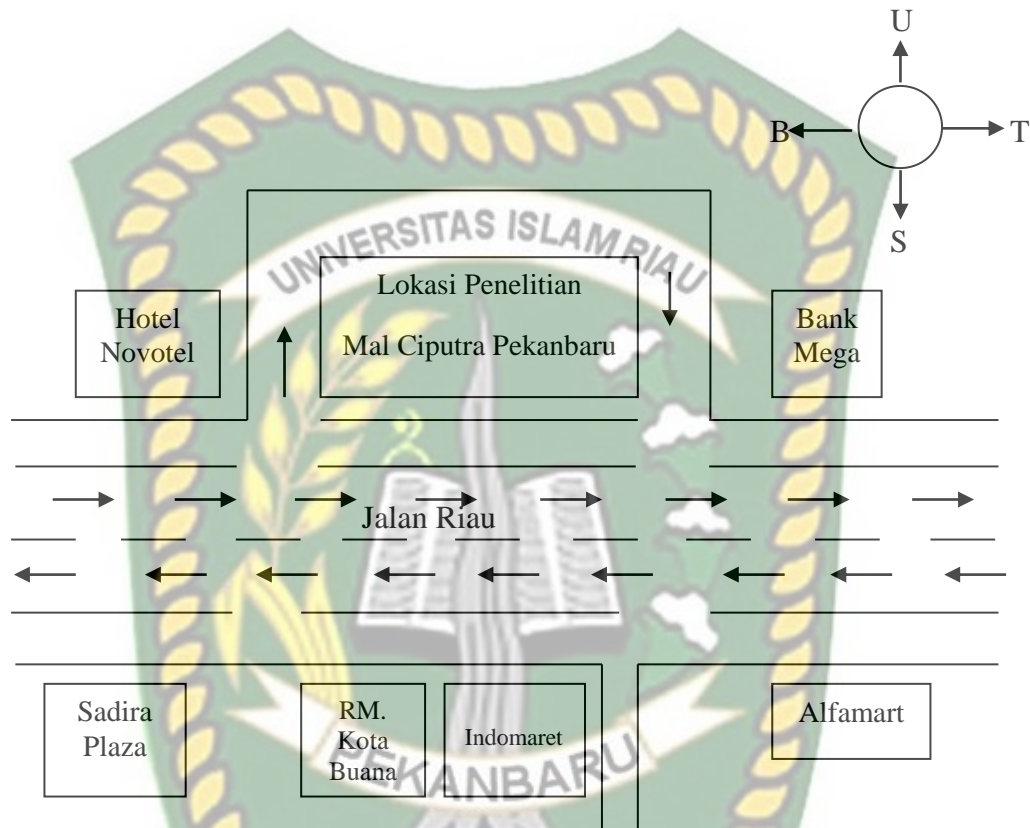 U
B
T
S
UNIVERSITAS ISLAM RIAU
Lokasi Penelitian
Mal Ciputra Pekanbaru
Hotel
Novotel
Bank
Mega
Jalan Riau
Sadira
Plaza
RM.
Kota
Buana
Indomaret
Alfamart
PEKANBARU